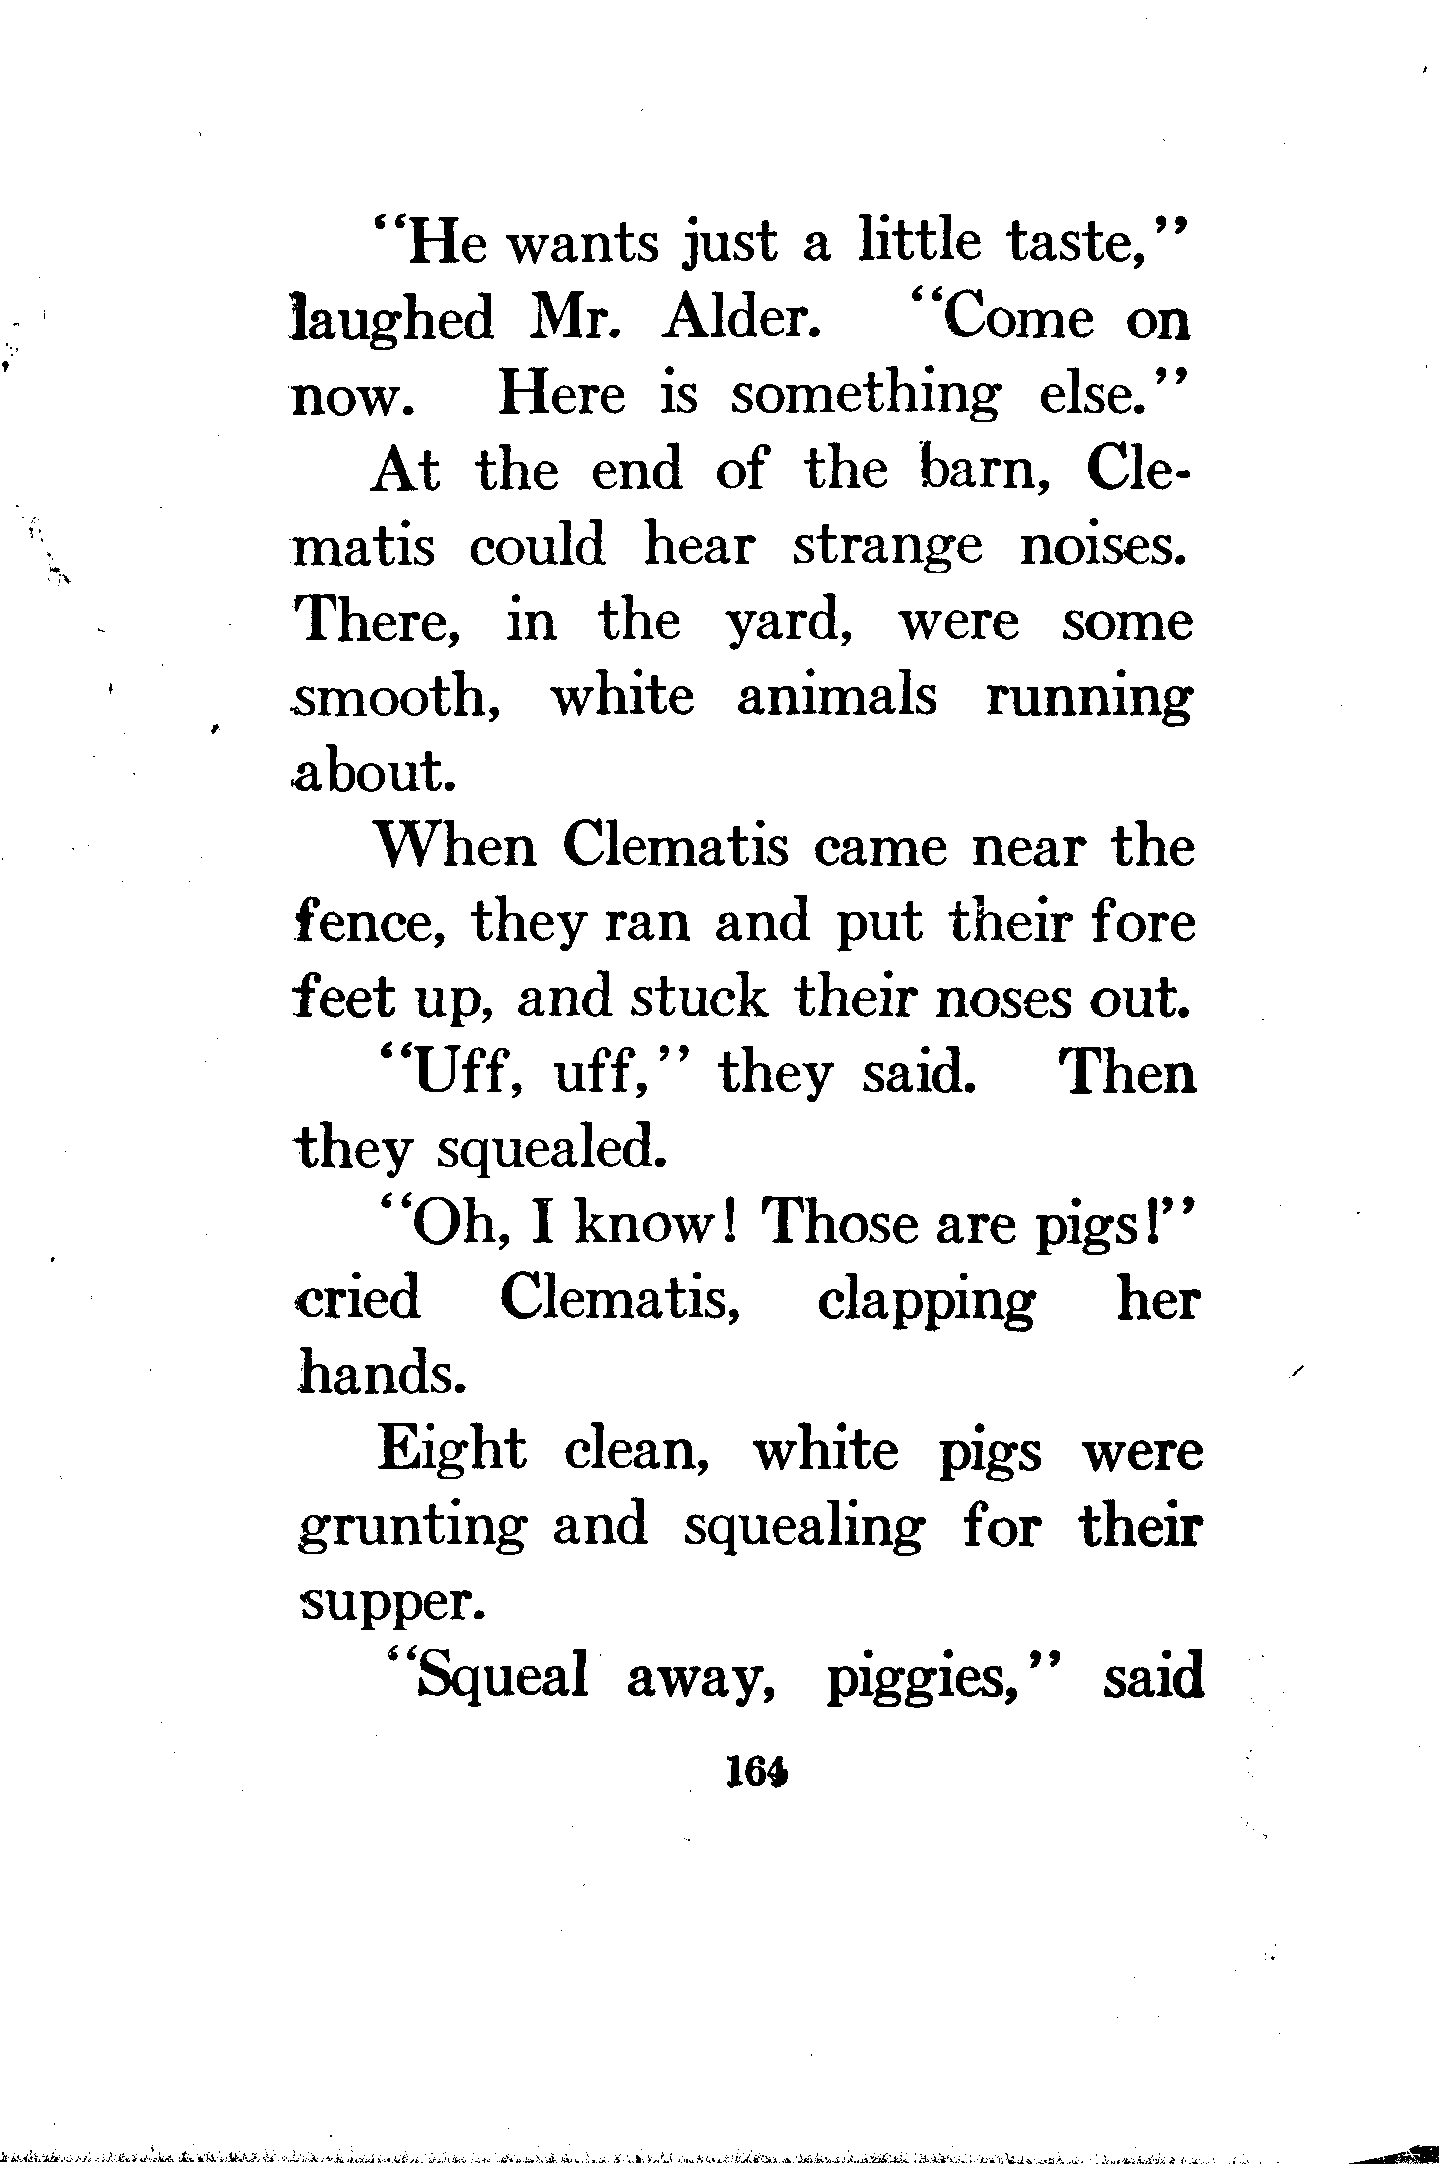 “He wants just a little taste,”
laughed Mr. Alder. “Come on
now. Here is something else.”
At the end of the barn, Cle-
matis could hear strange noises.
There, in the yard, were some
smooth, white animals running
about.
When Clematis came near the
fence, they ran and put their fore
feet up, and stuck their noses out.
“Uff, uff,” they said. Then
they squealed.
“Oh, I know! Those are pigs!”
cried Clematis, clapping her
hands.
Eight clean, white pigs were
grunting and squealing for their
supper.
“Squeal away, piggies,” said
164